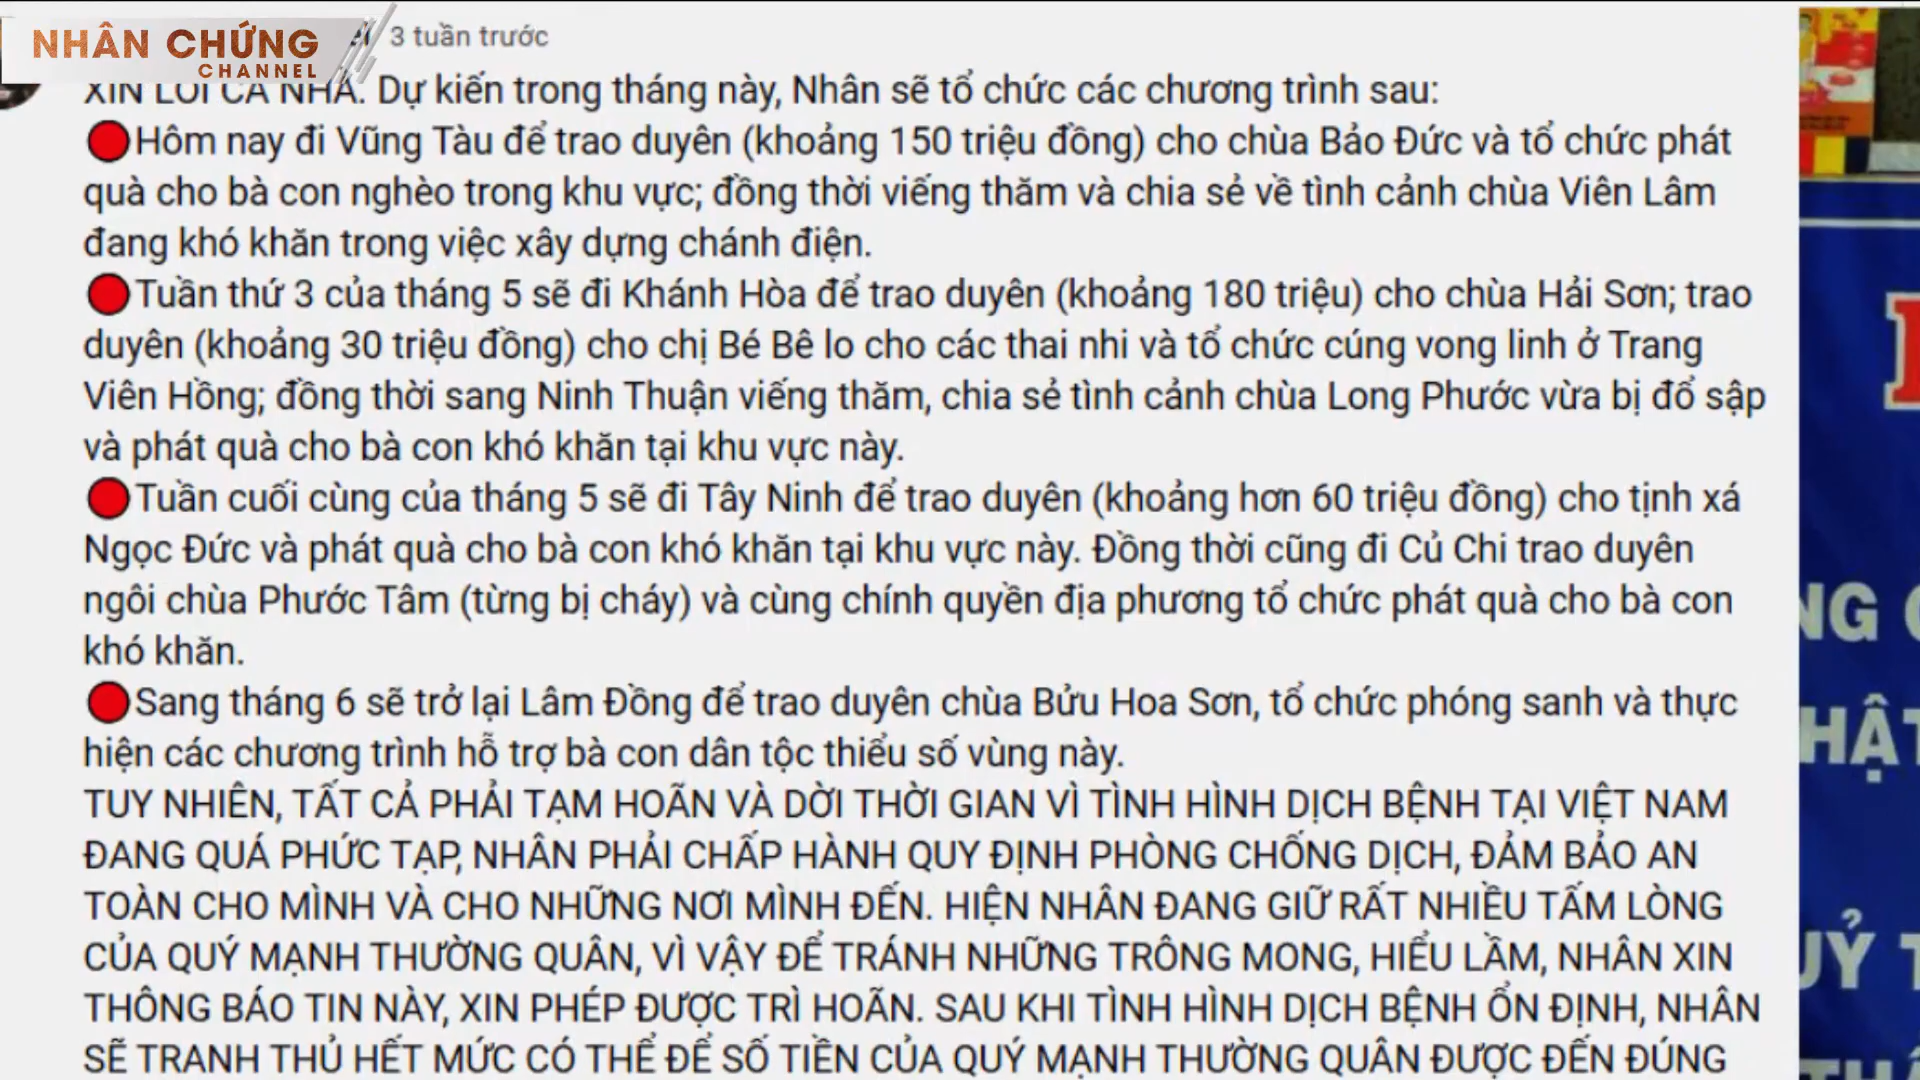 NHÂN CHỨNG
CHANNEL
3 tuần trước
XIN LỖI CẢ NHÀ. Dự kiến trong tháng này, Nhân sẽ tổ chức các chương trình sau:
🔴Hôm nay đi Vũng Tàu để trao duyên (khoảng 150 triệu đồng) cho chùa Bảo Đức và tổ chức phát
quà cho bà con nghèo trong khu vực; đồng thời viếng thăm và chia sẻ về tình cảnh chùa Viên Lâm
đang khó khăn trong việc xây dựng chánh điện.
🔴Tuần thứ 3 của tháng 5 sẽ đi Khánh Hòa để trao duyên (khoảng 180 triệu) cho chùa Hải Sơn; trao
duyên (khoảng 30 triệu đồng) cho chị Bé Bê lo cho các thai nhi và tổ chức cúng vong linh ở Trang
Viên Hồng; đồng thời sang Ninh Thuận viếng thăm, chia sẻ tình cảnh chùa Long Phước vừa bị đổ sập
và phát quà cho bà con khó khăn tại khu vực này.
🔴Tuần cuối cùng của tháng 5 sẽ đi Tây Ninh để trao duyên (khoảng hơn 60 triệu đồng) cho tịnh xá
Ngọc Đức và phát quà cho bà con khó khăn tại khu vực này. Đồng thời cũng đi Củ Chi trao duyên
ngôi chùa Phước Tâm (từng bị cháy) và cùng chính quyền địa phương tổ chức phát quà cho bà con
khó khăn.
🔴Sang tháng 6 sẽ trở lại Lâm Đồng để trao duyên chùa Bửu Hoa Sơn, tổ chức phóng sanh và thực
hiện các chương trình hỗ trợ bà con dân tộc thiểu số vùng này.
TUY NHIÊN, TẤT CẢ PHẢI TẠM HOÃN VÀ DỜI THỜI GIAN VÌ TÌNH HÌNH DỊCH BỆNH TẠI VIỆT NAM
ĐANG QUÁ PHỨC TẠP, NHÂN PHẢI CHẤP HÀNH QUY ĐỊNH PHÒNG CHỐNG DỊCH, ĐẢM BẢO AN
TOÀN CHO MÌNH VÀ CHO NHỮNG NƠI MÌNH ĐẾN. HIỆN NHÂN ĐANG GIỮ RẤT NHIỀU TẤM LÒNG
CỦA QUÝ MẠNH THƯỜNG QUÂN, VÌ VẬY ĐỂ TRÁNH NHỮNG TRÔNG MONG, HIỂU LẦM, NHÂN XIN
THÔNG BÁO TIN NÀY, XIN PHÉP ĐƯỢC TRÌ HOÃN. SAU KHI TÌNH HÌNH DỊCH BỆNH ỔN ĐỊNH, NHÂN
SẼ TRANH THỦ HẾT MỨC CÓ THỂ ĐỂ SỐ TIỀN CỦA QUÝ MẠNH THƯỜNG QUÂN ĐƯỢC ĐẾN ĐÚNG